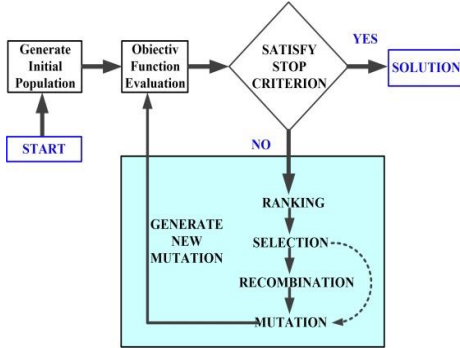 Generate
Initial
Population
Obiectiv
Function
Evaluation
SATISFY
STOP
CRITERION
YES
SOLUTION
START
NO
RANKING
GENERATE
NEW
MUTATION
SELECTION
RECOMBINATION
MUTATION